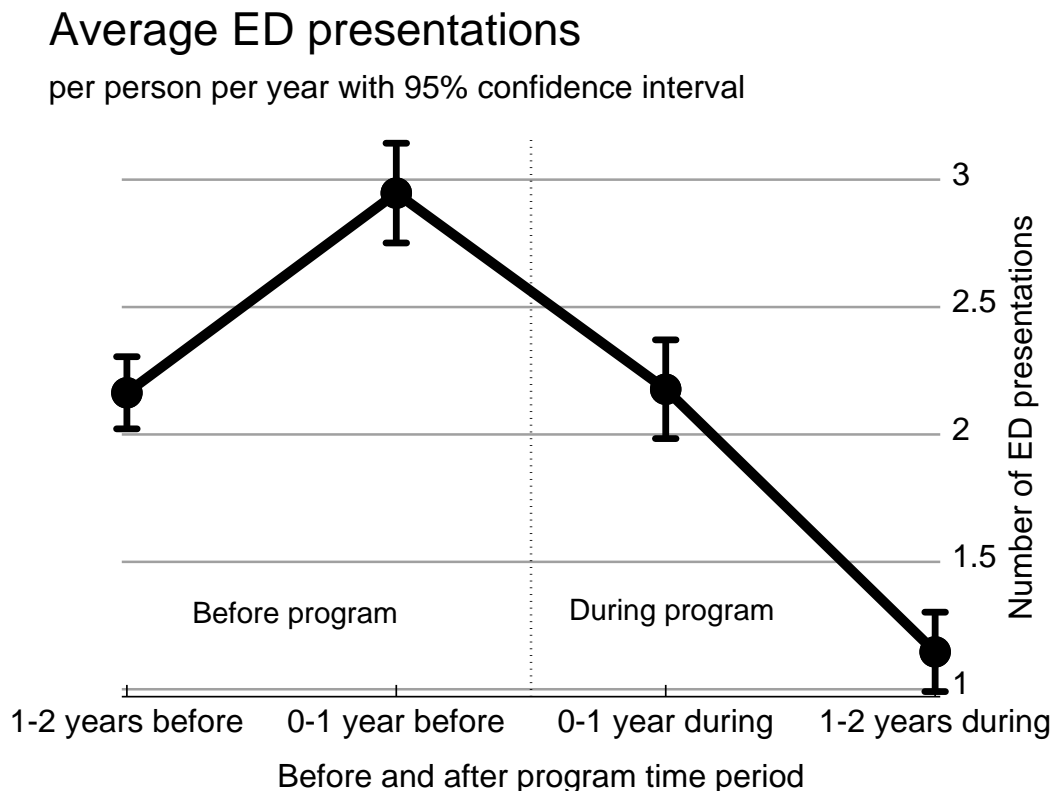 Average ED presentations
per person per year with 95% confidence interval
3
2.5
2
1.5
1
Number of ED presentations
Before program
During program
1-2 years before
0-1 year before
0-1 year during
1-2 years during
Before and after program time period